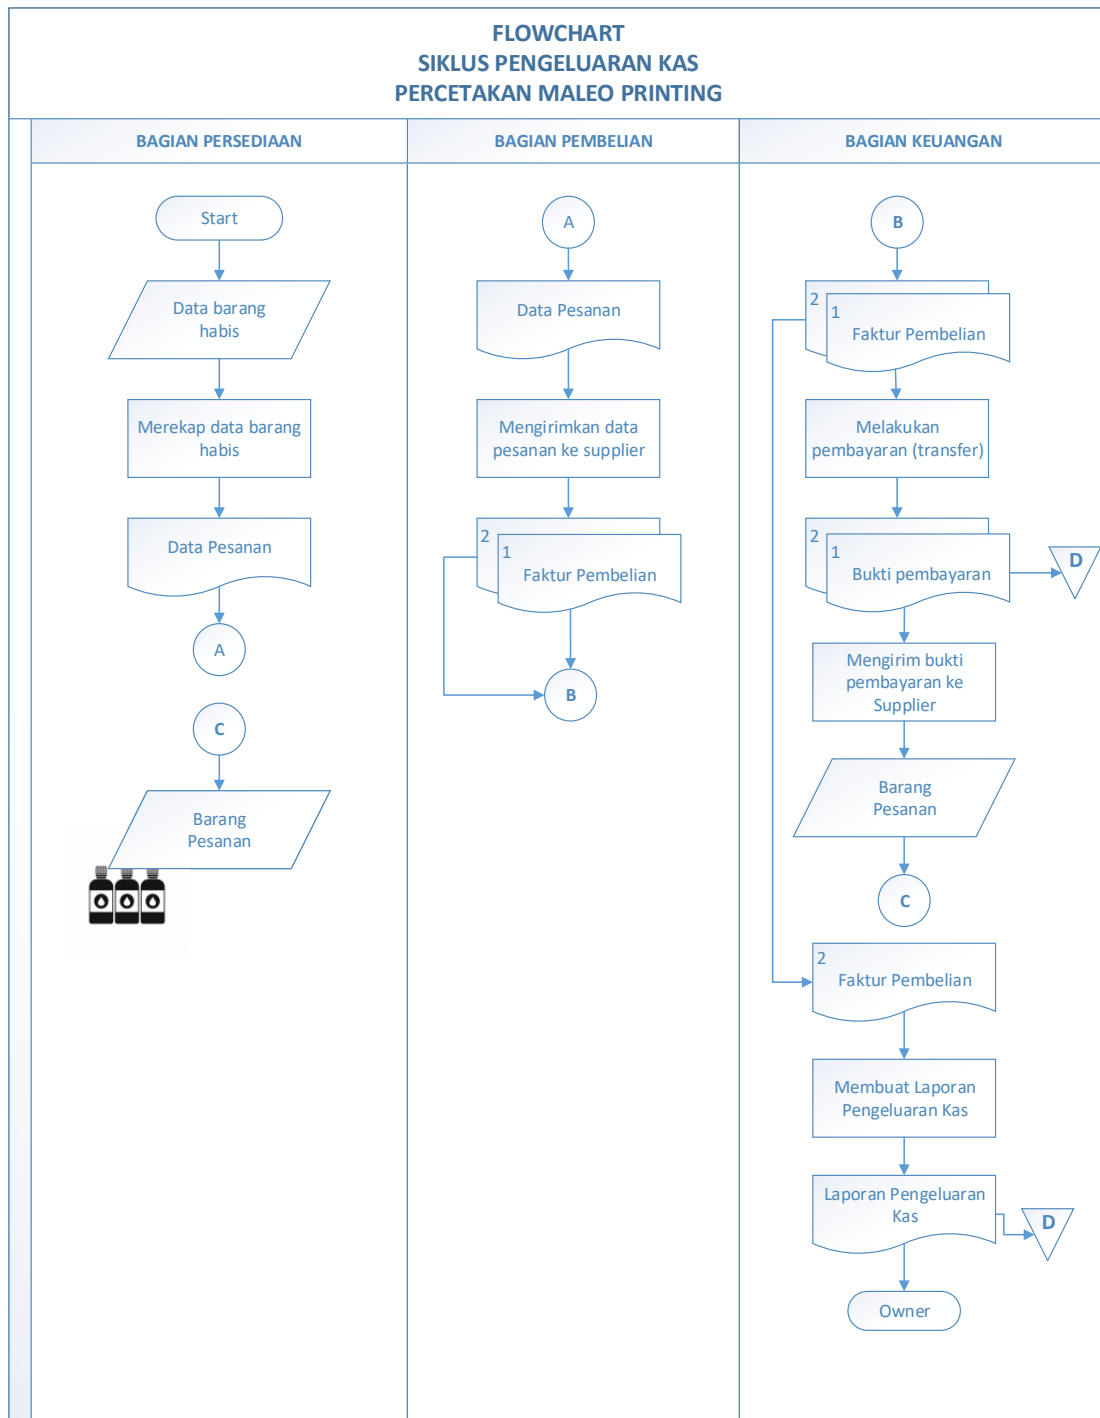 FLOWCHART
SIKLUS PENGELUARAN KAS
PERCETAKAN MALEO PRINTING
BAGIAN PERSEDIAAN
BAGIAN PEMBELIAN
BAGIAN KEUANGAN
Start
Data barang
habis
Merekap data barang
habis
Data Pesanan
A
C
Barang
Pesanan
A
Data Pesanan
Mengirimkan data
pesanan ke supplier
2
1
Faktur Pembelian
B
B
2
1
Faktur Pembelian
Melakukan
pembayaran (transfer)
2
1
Bukti pembayaran
D
Mengirim bukti
pembayaran ke
Supplier
Barang
Pesanan
C
2
Faktur Pembelian
Membuat Laporan
Pengeluaran Kas
Laporan Pengeluaran
Kas
D
Owner